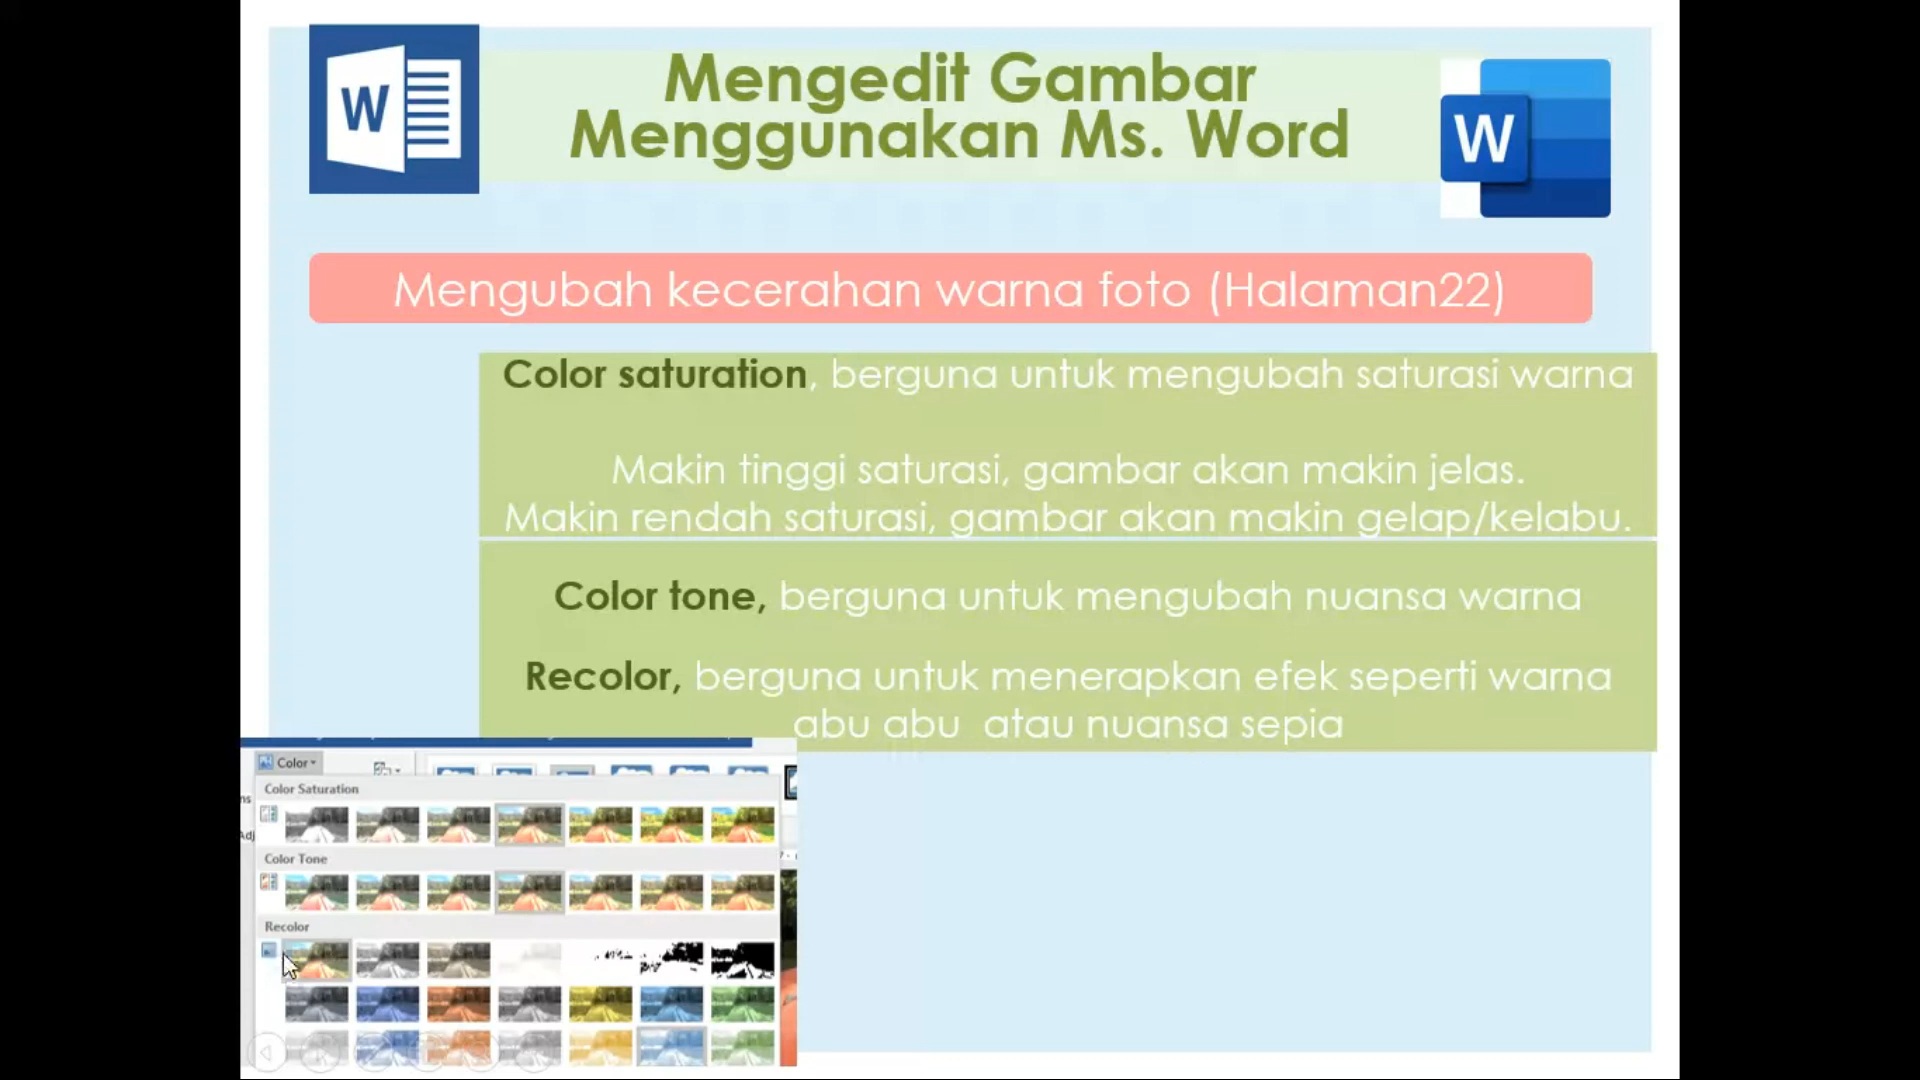 W
Mengedit Gambar
Menggunakan Ms. Word
W
Mengubah kecerahan warna foto (Halaman22)
Color saturation, berguna untuk mengubah saturasi warna
Makin tinggi saturasi, gambar akan makin jelas.
Makin rendah saturasi, gambar akan makin gelap/kelabu.
Color tone, berguna untuk mengubah nuansa warna
Recolor, berguna untuk menerapkan efek seperti warna
abu abu atau nuansa sepia
Color
Color Saturation
Color Tone
Recolor